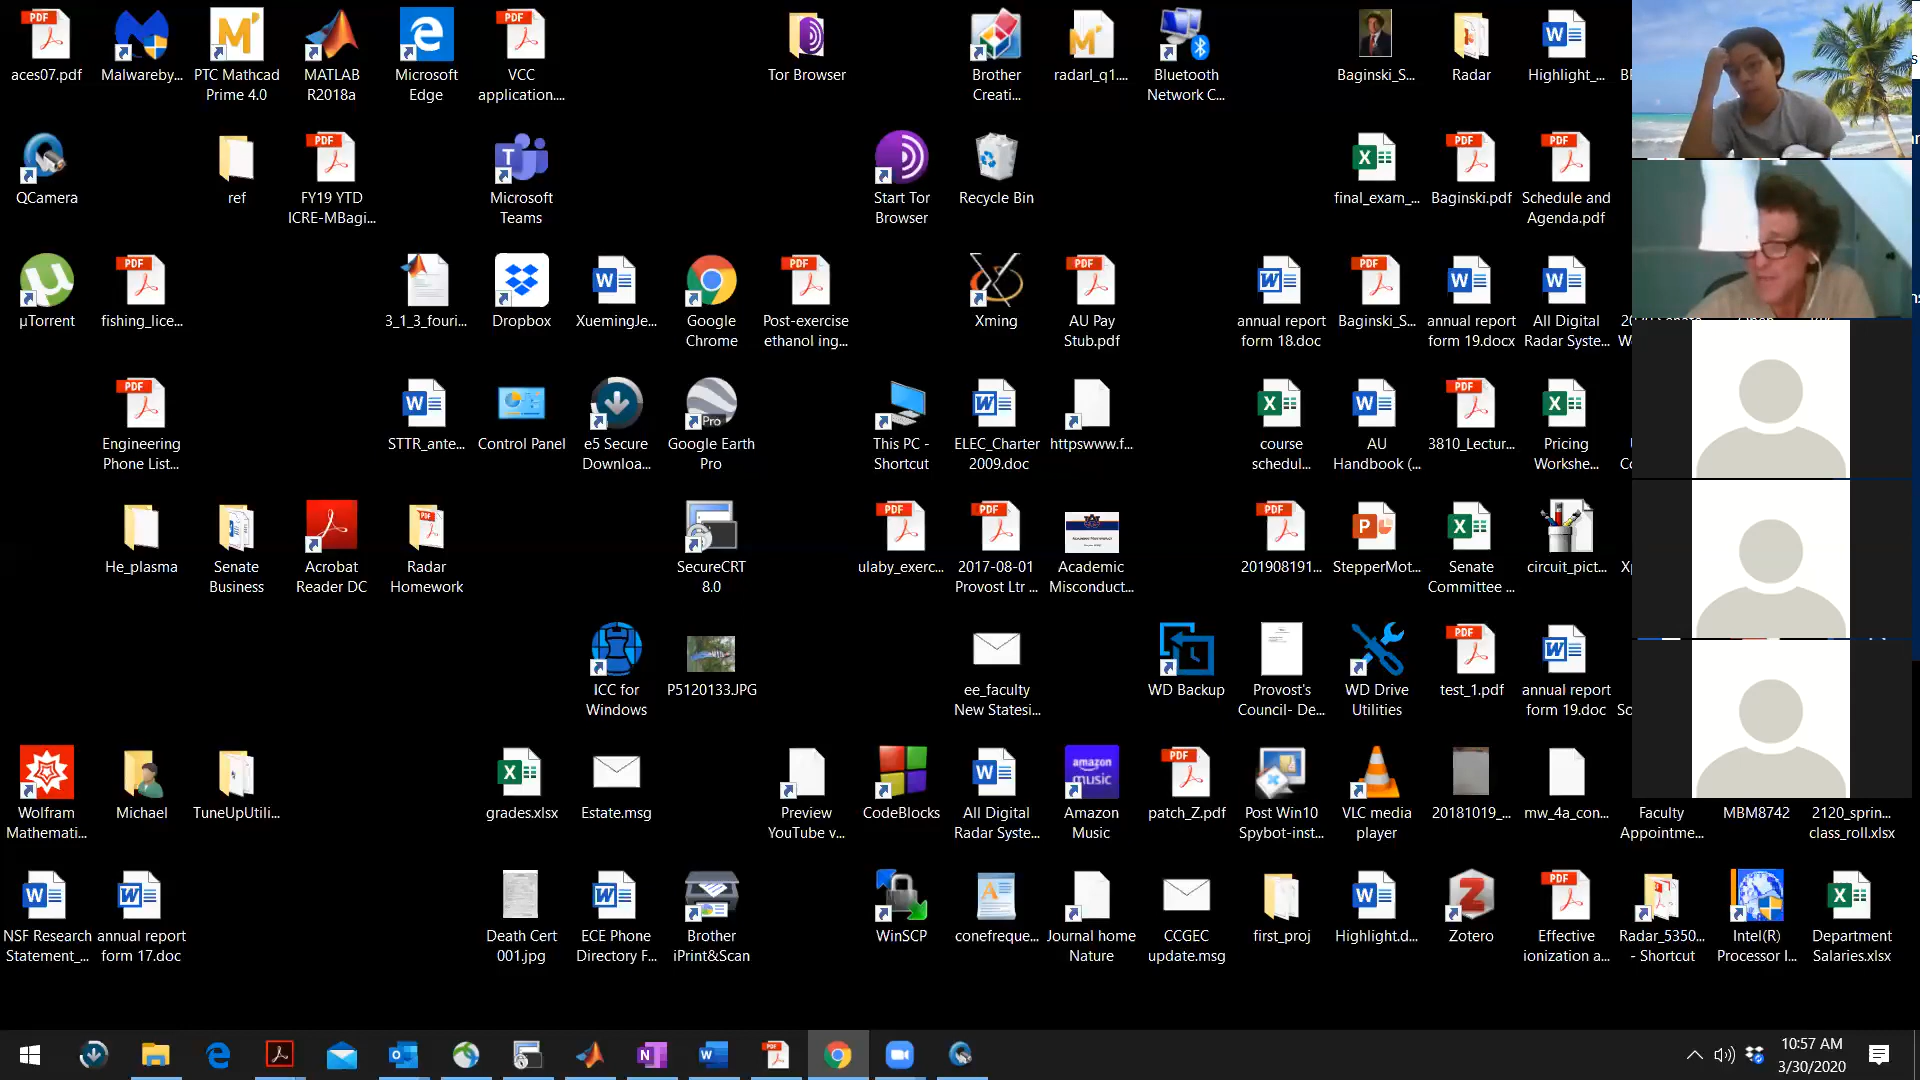 aces07.pdf
Malwareby...
PTC Mathcad
Prime 4.0
MATLAB
R2018a
Microsoft
Edge
VCC
application....
Tor Browser
Brother
Creati...
radarI_q1....
Bluetooth
Network C...
Baginski_S...
Radar
Highlight_...
QCamera
ref
FY19 YTD
ICRE-MBagi...
Microsoft
Teams
Start Tor
Browser
Recycle Bin
final_exam_...
Baginski.pdf
Schedule and
Agenda.pdf
µTorrent
fishing_lice...
3_1_3_fouri...
Dropbox
XuemingJe...
Google
Chrome
Post-exercise
ethanol ing...
Xming
AU Pay
Stub.pdf
annual report
form 18.doc
Baginski_S...
annual report
form 19.docx
All Digital
Radar Syste...
Engineering
Phone List...
STTR_ante...
Control Panel
e5 Secure
Downloa...
Google Earth
Pro
This PC -
Shortcut
ELEC_Charter
2009.doc
httpswww.f...
course
schedul...
AU
Handbook (...
3810_Lectur...
Pricing
Workshe...
He_plasma
Senate
Business
Acrobat
Reader DC
Radar
Homework
SecureCRT
8.0
ulaby_exerc...
2017-08-01
Provost Ltr ...
Academic
Misconduct...
201908191...
StepperMot...
Senate
Committee ...
circuit_pict...
ICC for
Windows
P5120133.JPG
ee_faculty
New Statesi...
WD Backup
Provost's
Council- De...
WD Drive
Utilities
test_1.pdf
annual report
form 19.doc
Wolfram
Mathemati...
Michael
TuneUpUtili...
grades.xlsx
Estate.msg
Preview
YouTube v...
CodeBlocks
All Digital
Radar Syste...
amazon
music
Amazon
Music
patch_Z.pdf
Post Win10
Spybot-inst...
VLC media
player
20181019_...
mw_4a_con...
Faculty
Appointme...
MBM8742
2120_sprin...
class_roll.xlsx
NSF Research
Statement_...
annual report
form 17.doc
Death Cert
001.jpg
ECE Phone
Directory F...
Brother
iPrint&Scan
WinSCP
conefreque...
Journal home
Nature
CCGEC
update.msg
first_proj
Highlight.d...
Zotero
Effective
ionization a...
Radar_5350...
- Shortcut
Intel(R)
Processor I...
Department
Salaries.xlsx
10:57 AM
3/30/2020